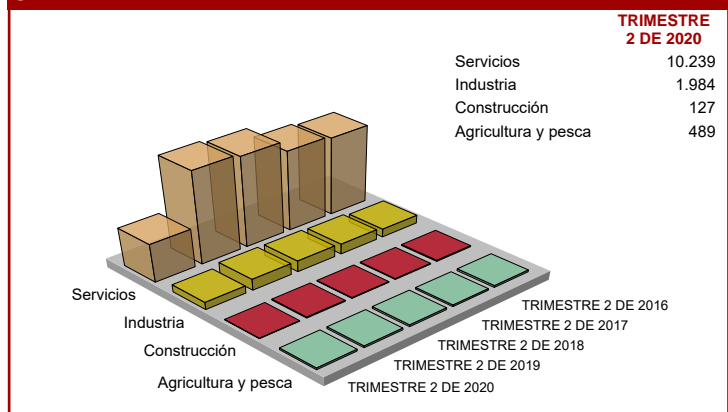 TRIMESTRE
2 DE 2020
Servicios 10.239
Industria 1.984
Construcción 127
Agricultura y pesca 489
Servicios
Industria
Construcción
Agricultura y pesca
TRIMESTRE 2 DE 2016
TRIMESTRE 2 DE 2017
TRIMESTRE 2 DE 2018
TRIMESTRE 2 DE 2019
TRIMESTRE 2 DE 2020